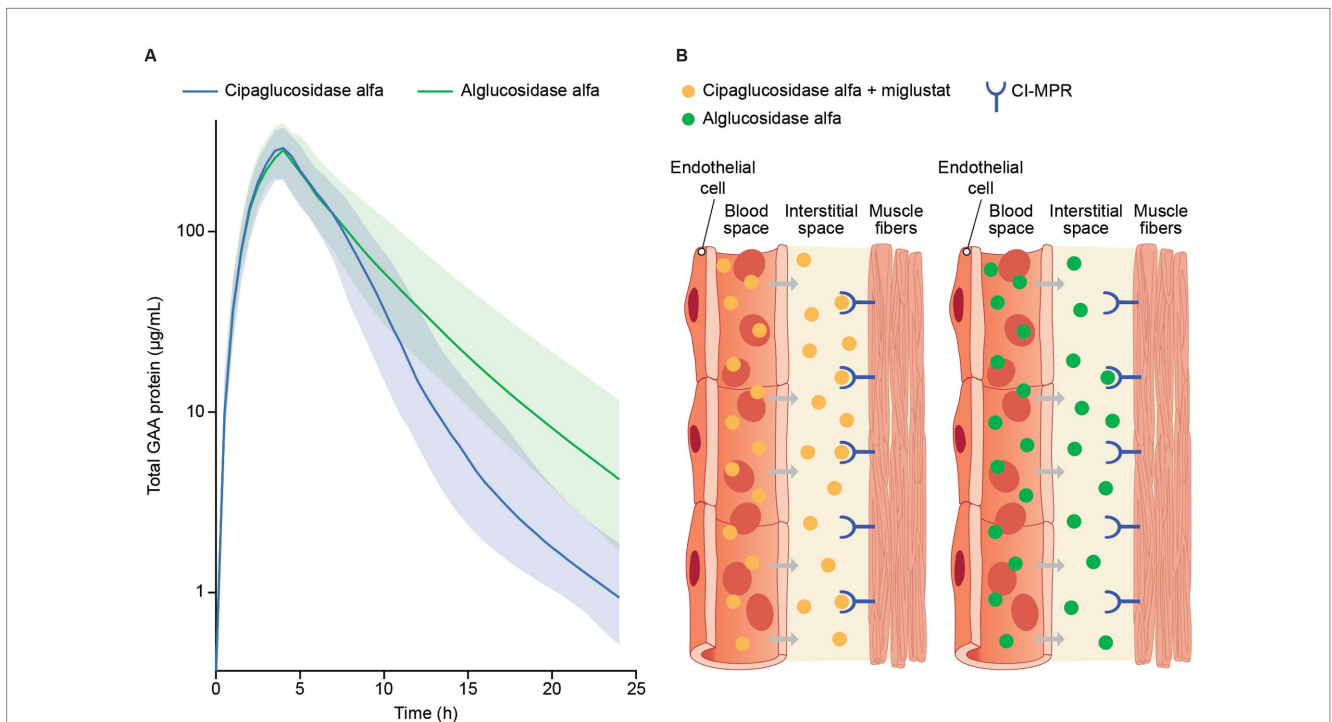 A
Cipaglucosidase alfa
Alglucosidase alfa
Total GAA protein (µg/mL)
100
10
1
0
5
10
15
20
25
Time (h)
B
Cipaglucosidase alfa + miglustat
CI-MPR
Alglucosidase alfa
Endothelial
cell
Blood
space
Interstitial
space
Muscle
fibers
Endothelial
cell
Blood
space
Interstitial
space
Muscle
fibers